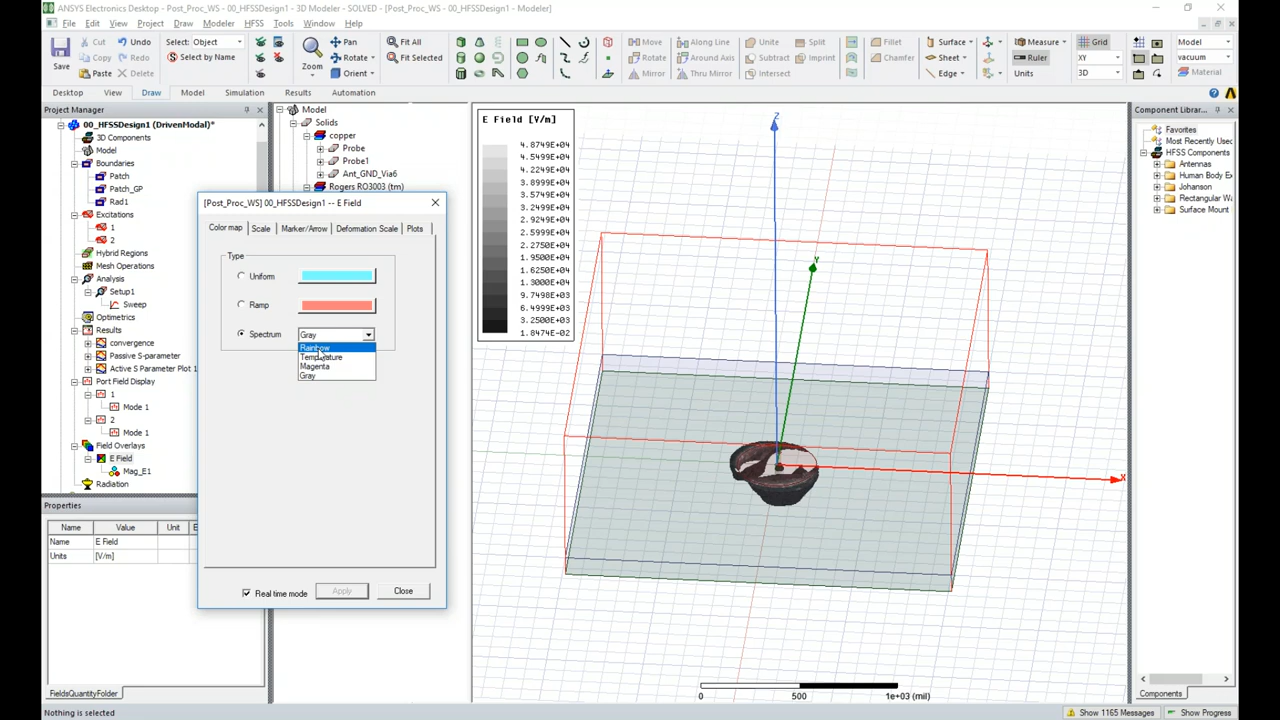 ANSYS Electronics Desktop - Post_Proc_WS - 00_HFSSDesign1 - 3D Modeler - SOLVED - [Post_Proc_WS - 00_HFSSDesign1 - Modeler]
File Edit View Project Draw Modeler HFSS Tools Window Help
Save Cut Undo Select: Object Zoom Pan Fit All Move Along Line Unite Split Fillet Surface Measure Grid Model
Copy Redo Select by Name Rotate Fit Selected Rotate Around Axis Subtract Imprint Chamfer Sheet Ruler XY vacuum
Paste Delete Orient Mirror Thru Mirror Intersect Edge Units 3D Material
Desktop View Draw Model Simulation Results Automation
Project Manager
00_HFSSDesign1 (DrivenModal)*
3D Components
Model
Boundaries
Patch
Patch_GP
Rad1
Excitations
1
2
Hybrid Regions
Mesh Operations
Analysis
Setup1
Sweep
Optimetrics
Results
convergence
Passive S-parameter
Active S Parameter Plot 1
Port Field Display
1
Mode 1
2
Mode 1
Field Overlays
E Field
Mag_E1
Radiation
Properties
Name Value Unit
Name E Field
Units [V/m]
FieldsQuantityFolder
Nothing is selected
Model
Solids
copper
Probe
Probe1
Ant_GND_Via6
Rogers RO3003 (tm)
[Post_Proc_WS] 00_HFSSDesign1 -- E Field
Color map Scale Marker/Arrow Deformation Scale Plots
Type
Uniform
Ramp
Spectrum Gray
Rainbow
Temperature
Magenta
Gray
Real time mode Apply Close
E Field [V/m]
4.8749E+04
4.5499E+04
4.2249E+04
3.8999E+04
3.5749E+04
3.2499E+04
2.9249E+04
2.5999E+04
2.2750E+04
1.9500E+04
1.6250E+04
1.3000E+04
9.7498E+03
6.4999E+03
3.2500E+03
1.8474E-02
Z
Y
X
0 500 1e+03 (mil)
Component Librar...
Favorites
Most Recently Used
HFSS Components
Antennas
Human Body Ex
Johanson
Rectangular Wa
Surface Mount
Components
Show 1165 Messages Show Progress